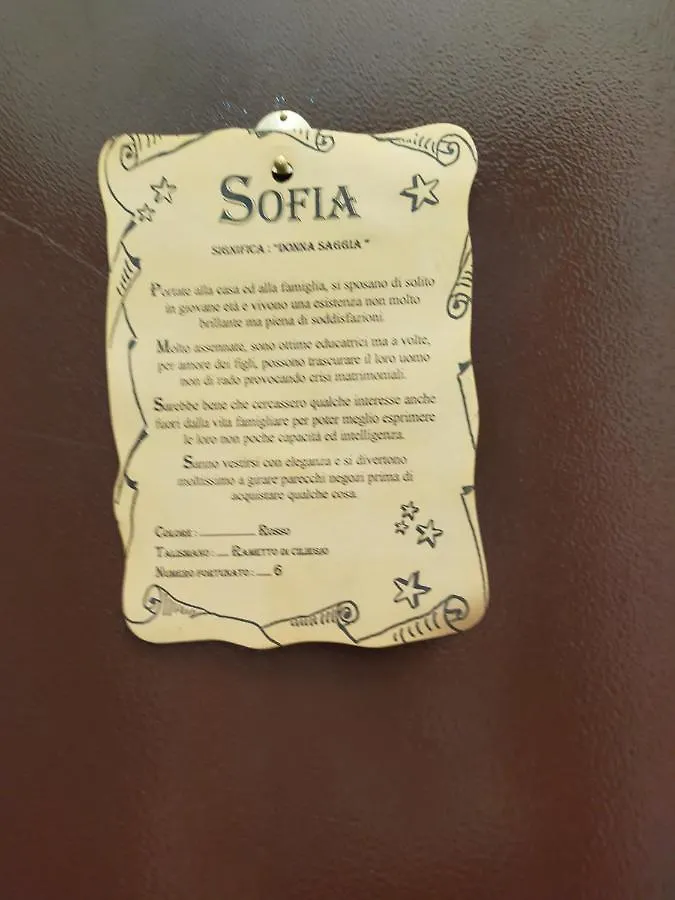 SOFIA
SIGNIFICA : "DONNA SAGGIA "
Portate alla casa ed alla famiglia, si sposano di solito
in giovane età e vivono una esistenza non molto
brillante ma piena di soddisfazioni.
Molto assennate, sono ottime educatrici ma a volte,
per amore dei figli, possono trascurare il loro uomo
non di rado provocando crisi matrimoniali.
Sarebbe bene che cercassero qualche interesse anche
fuori dalla vita famigliare per poter meglio esprimere
le loro non poche capacità ed intelligenza.
Sanno vestirsi con eleganza e si divertono
moltissimo a girare parecchi negozi prima di
acquistare qualche cosa.
COLORE : __________ ROSSO
TALISMANO : __ RAMETTO DI CILIEGIO
NUMERO FORTUNATO : __ 6